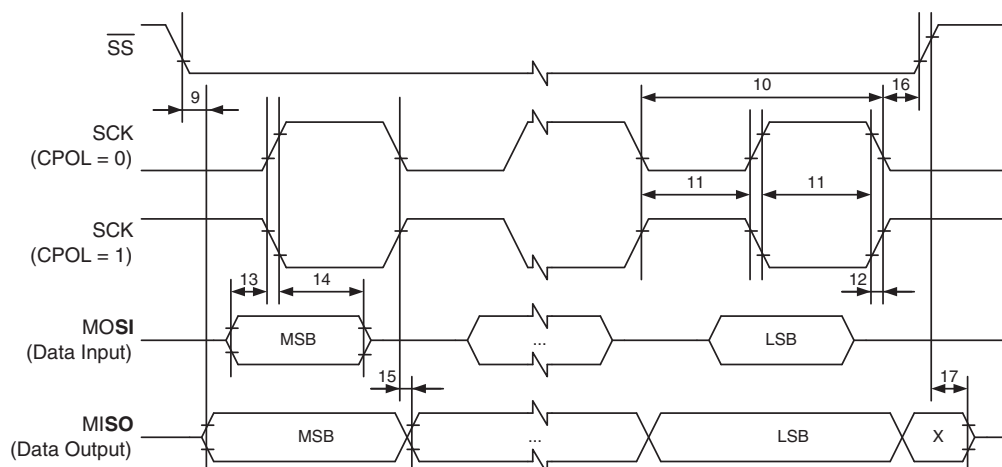 SS
10
16
9
SCK
(CPOL = 0)
11
11
SCK
(CPOL = 1)
13
14
12
MOSI
(Data Input)
MSB
...
LSB
15
17
MISO
(Data Output)
MSB
...
LSB
X